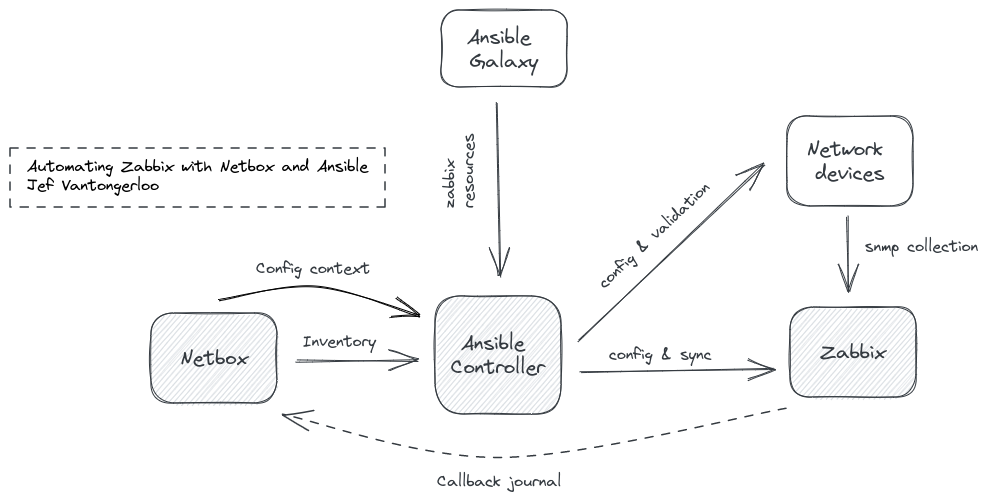 Ansible
Galaxy
zabbix
resources
Automating Zabbix with Netbox and Ansible
Jef Vantongerloo
Network
devices
config & validation
snmp collection
Config context
Inventory
Netbox
Ansible
Controller
config & sync
Zabbix
Callback journal